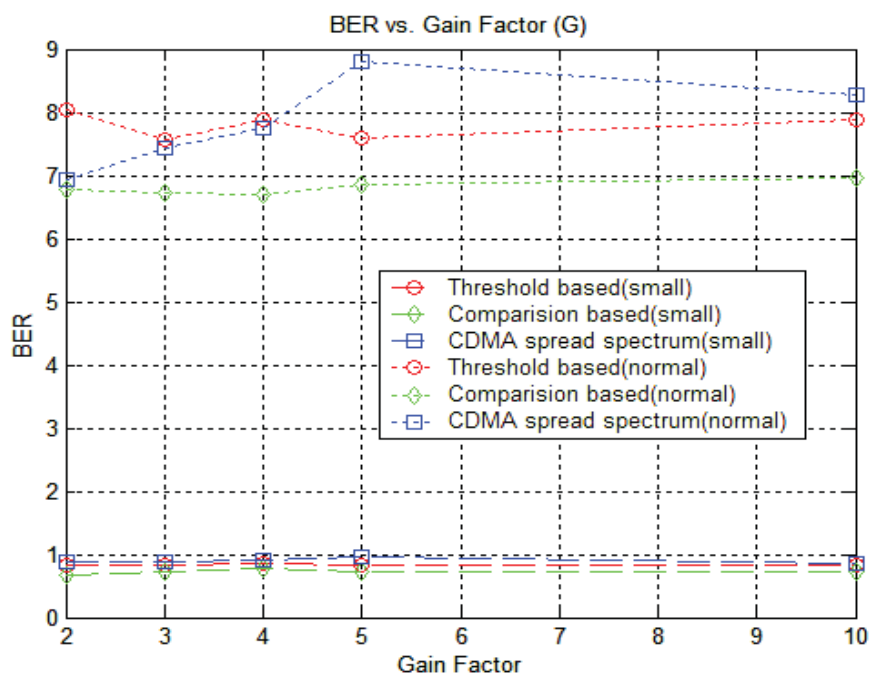 BER vs. Gain Factor (G)
9
8
7
6
5
4
3
2
1
0
BER
Threshold based(small)
Comparision based(small)
CDMA spread spectrum(small)
Threshold based(normal)
Comparision based(normal)
CDMA spread spectrum(normal)
2 3 4 5 6 7 8 9 10
Gain Factor